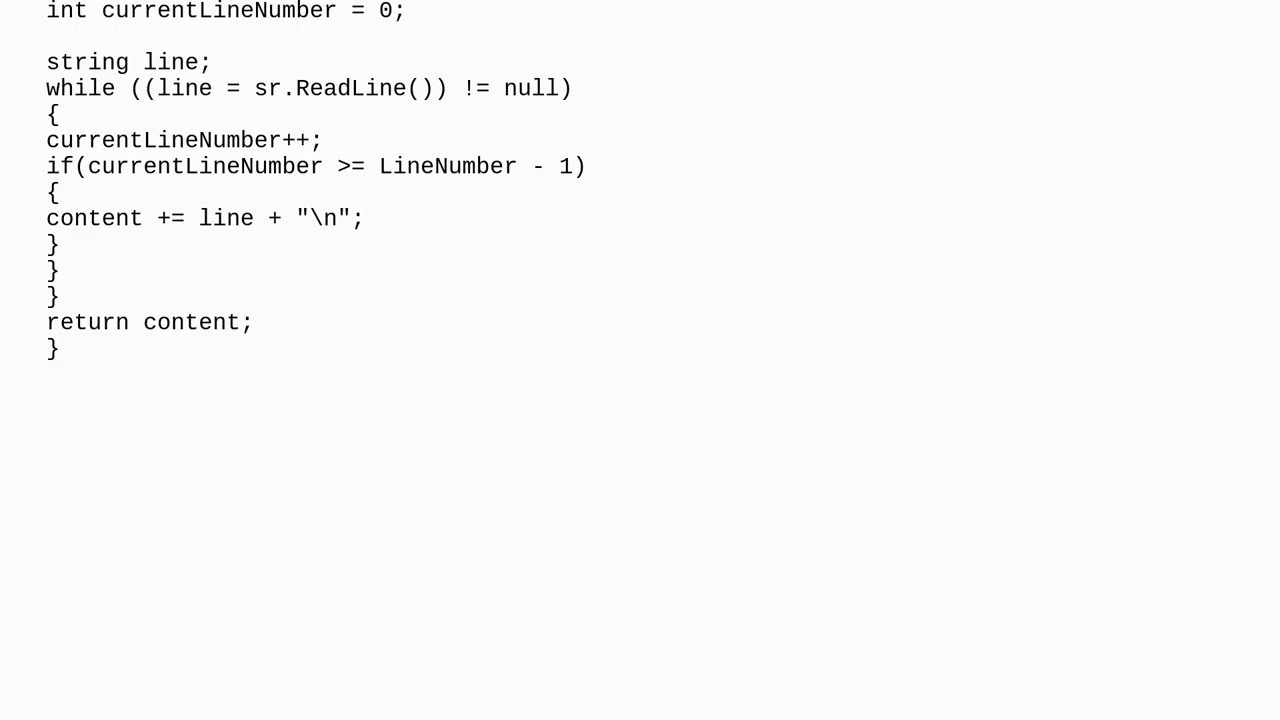 int currentLineNumber = 0;
string line;
while ((line = sr.ReadLine()) != null)
{
currentLineNumber++;
if(currentLineNumber >= LineNumber - 1)
{
content += line + "\n";
}
}
}
return content;
}